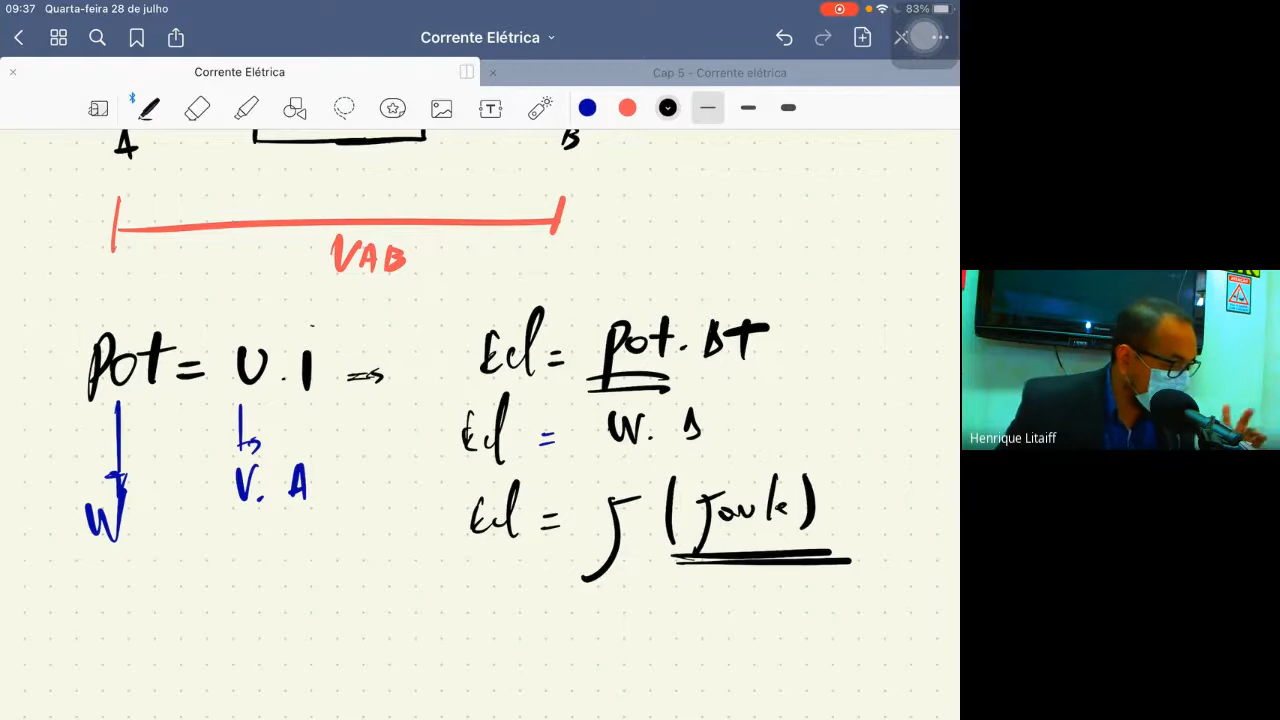 09:37 Quarta-feira 28 de julho
83%
Corrente Elétrica
Corrente Elétrica
Cap 5 - Corrente elétrica
A
B
VAB
Pot = U . i ⇒
W
V. A
Eel = Pot. Δt
Eel = W. s
Eel = J (Joule)
Henrique Litaiff